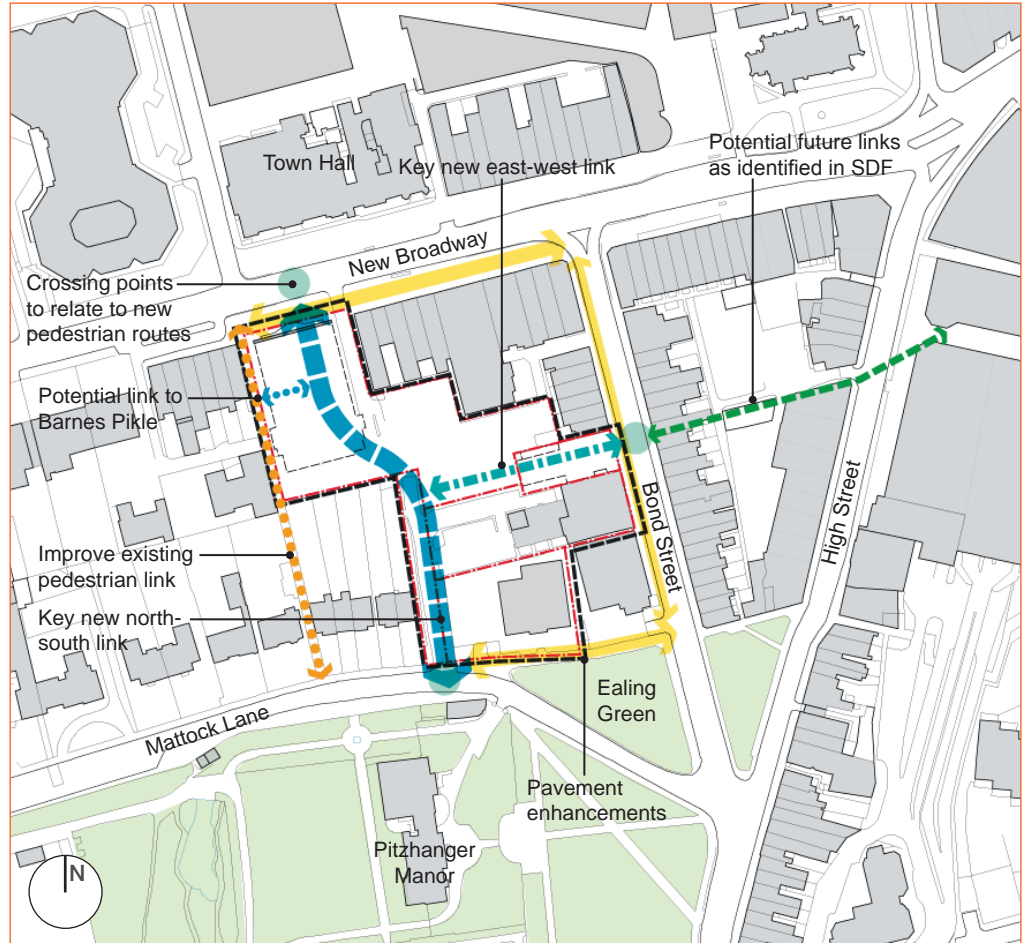 Town Hall
Key new east-west link
Potential future links
as identified in SDF
New Broadway
Crossing points
to relate to new
pedestrian routes
Potential link to
Barnes Pikle
Bond Street
High Street
Improve existing
pedestrian link
Key new north-
south link
Ealing
Green
Mattock Lane
Pavement
enhancements
Pitzhanger
Manor
N